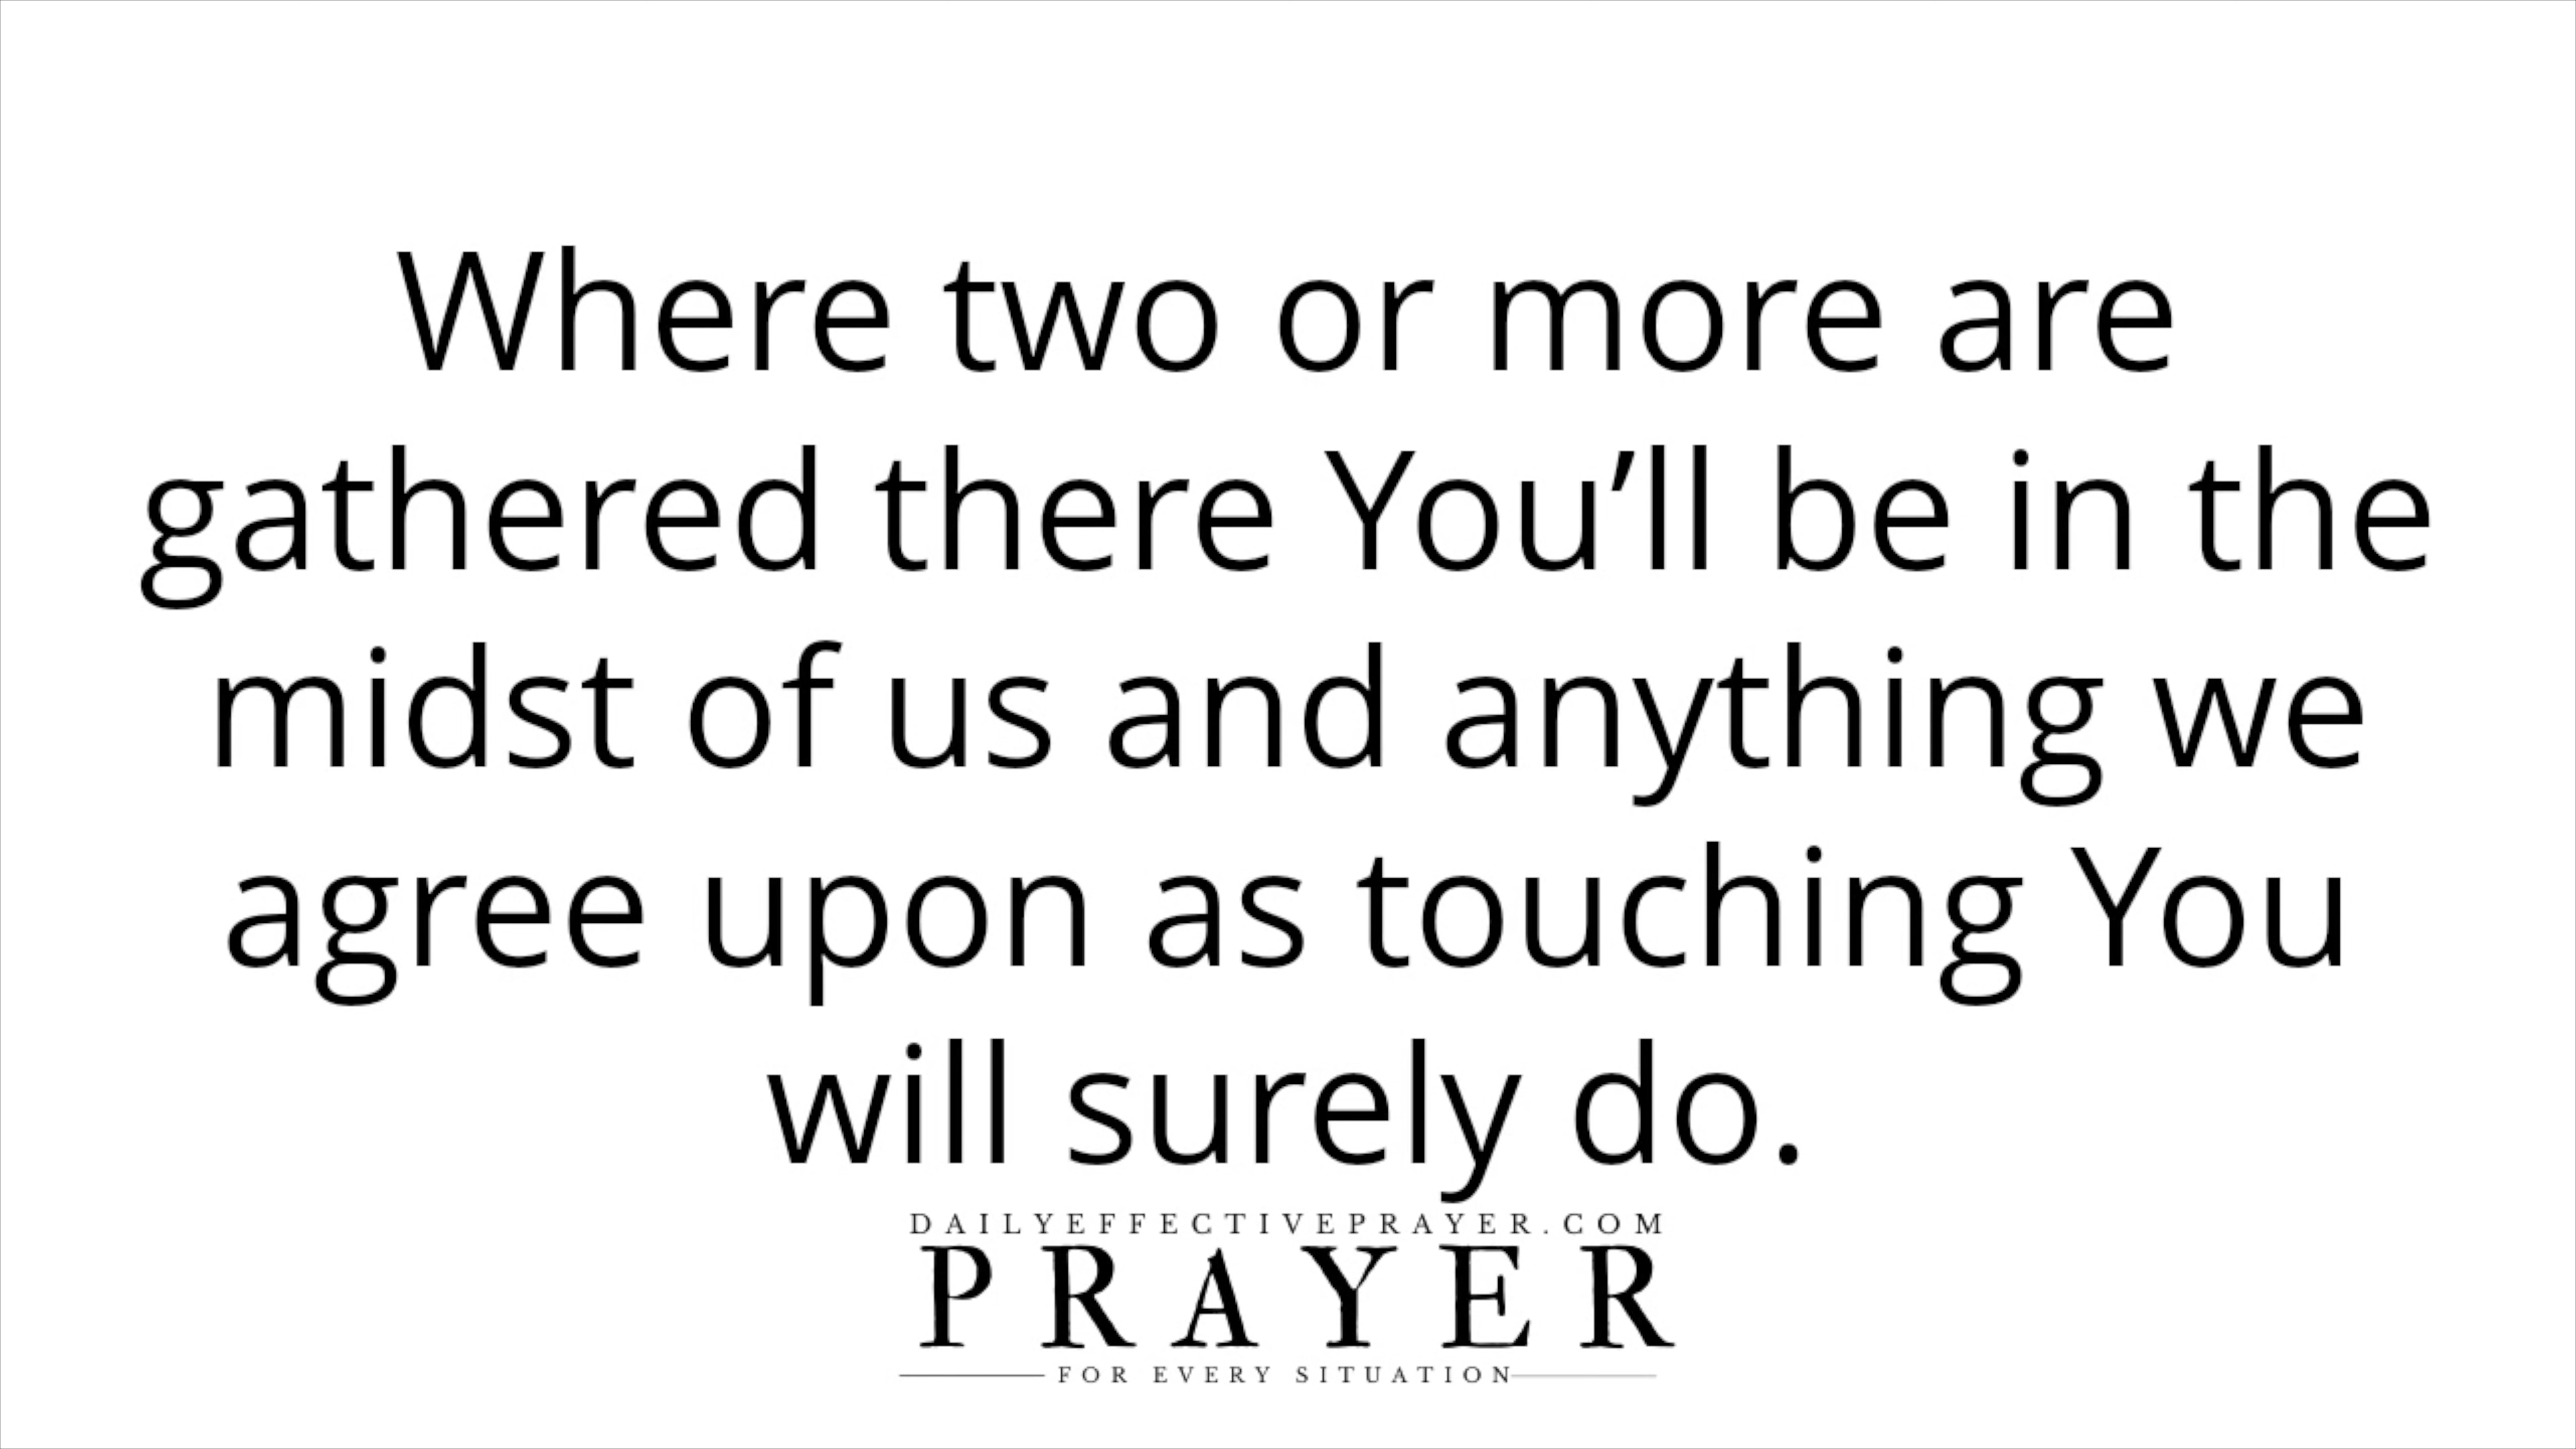 Where two or more are
gathered there You’ll be in the
midst of us and anything we
agree upon as touching You
will surely do.
DAILYEFFECTIVEPRAYER.COM
PRAYER
FOR EVERY SITUATION